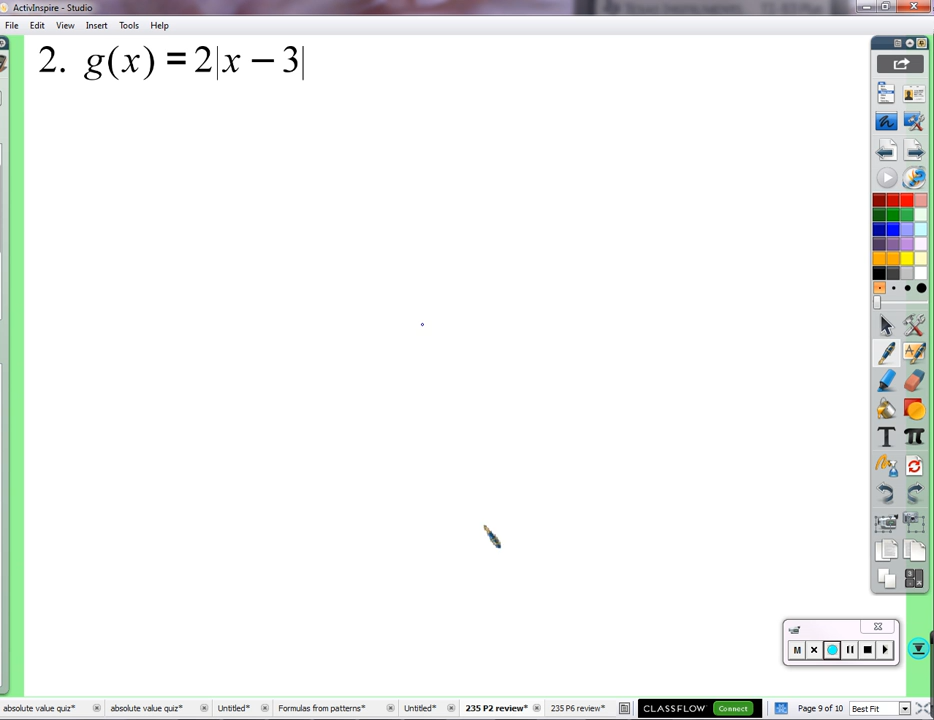 ActivInspire - Studio
File Edit View Insert Tools Help
2. g(x) = 2|x − 3|
T π
M
absolute value quiz* absolute value quiz* Untitled* Formulas from patterns* Untitled* 235 P2 review* 235 P6 review* CLASSFLOW Connect Page 9 of 10 Best Fit